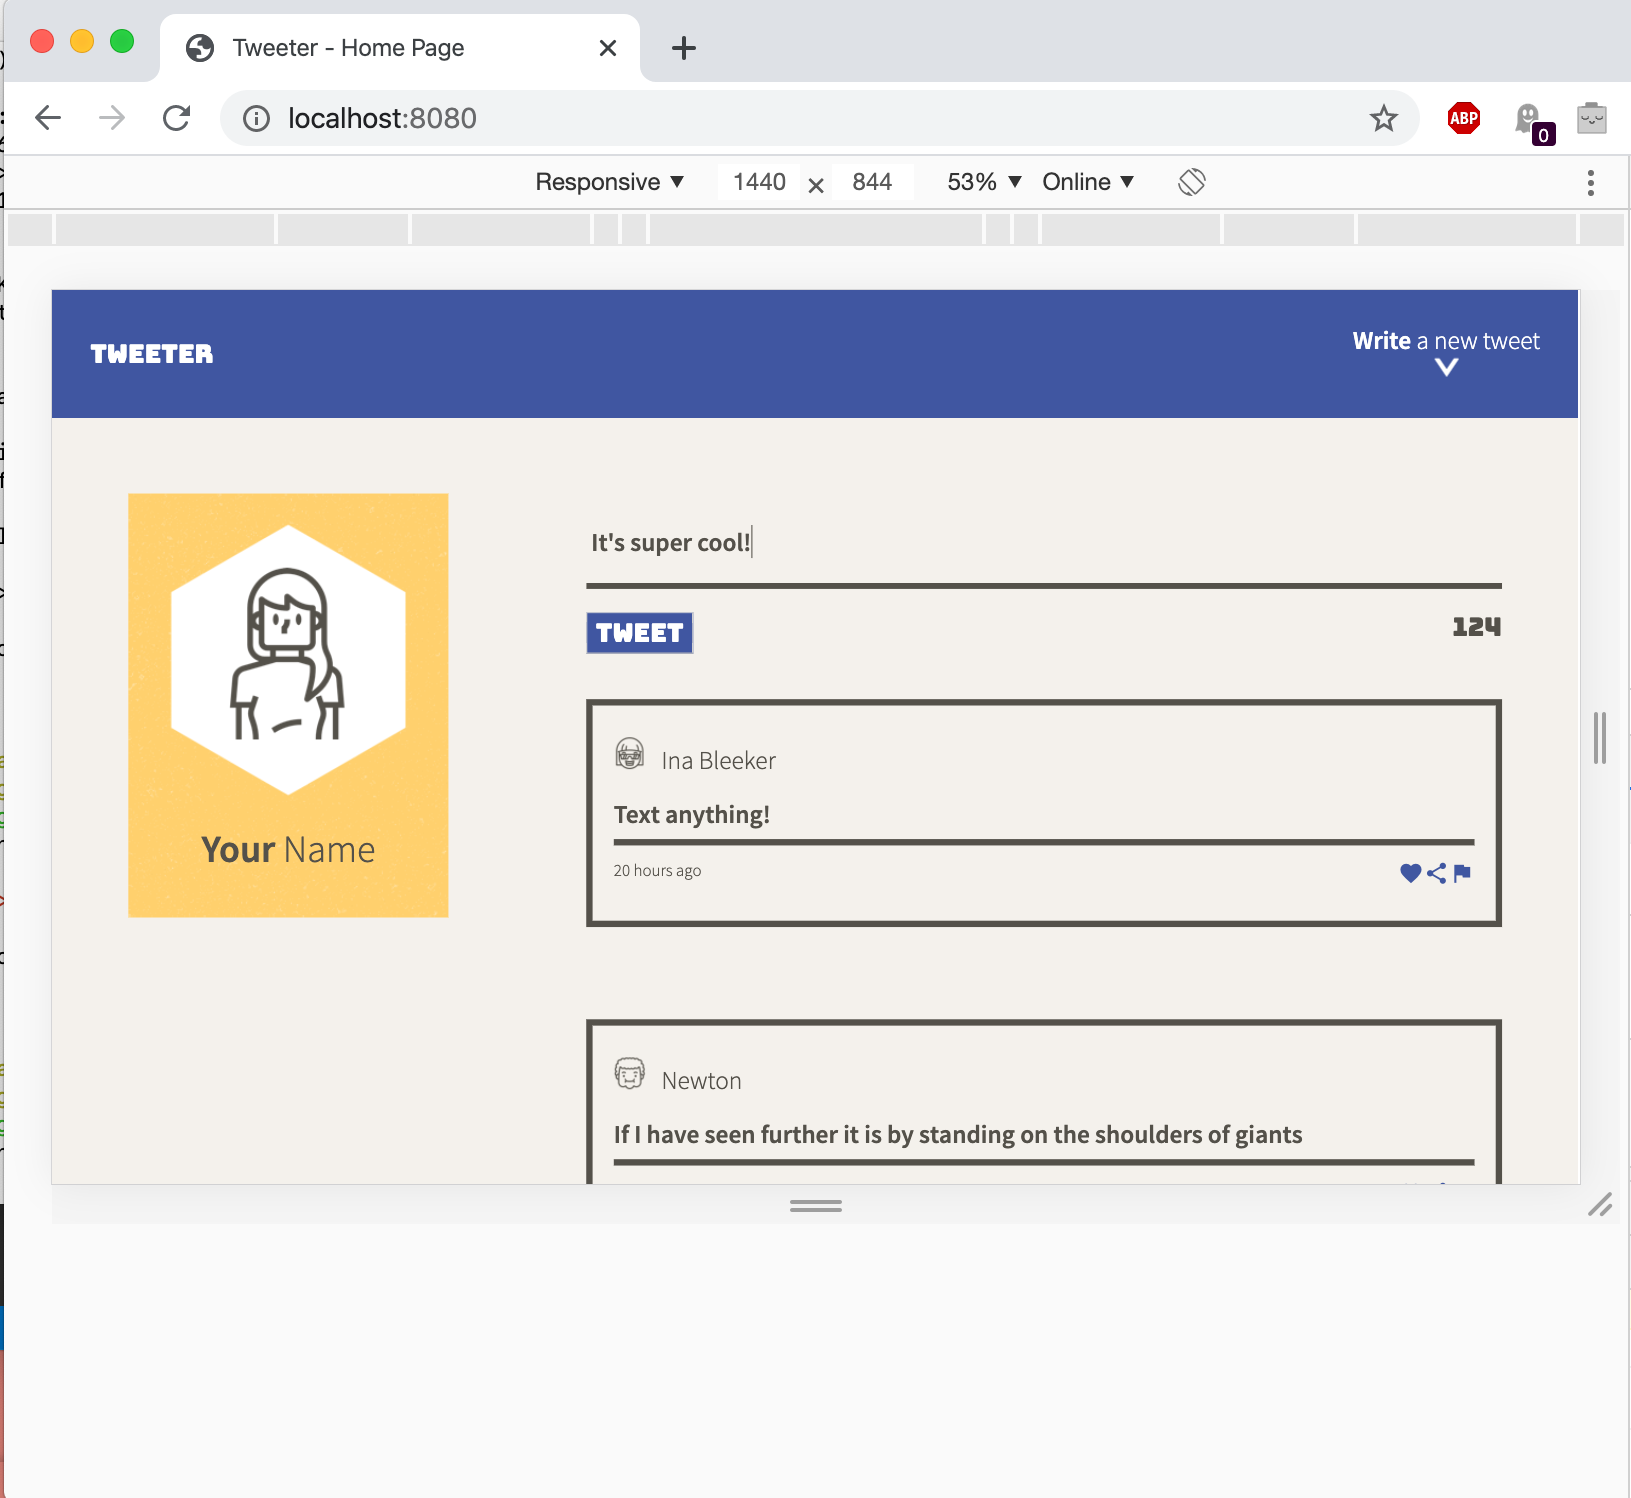 Tweeter - Home Page
localhost:8080
ABP
0
Responsive 1440 × 844 53% Online
TWEETER
Write a new tweet
It's super cool!
TWEET
124
Your Name
Ina Bleeker
Text anything!
20 hours ago
Newton
If I have seen further it is by standing on the shoulders of giants